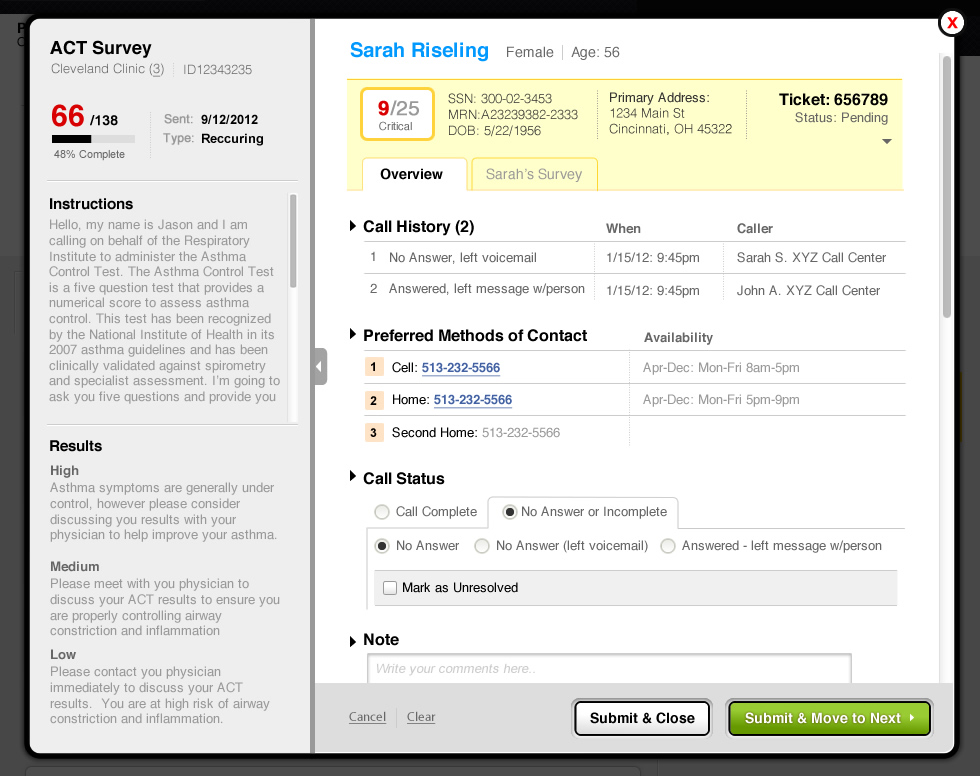 X
ACT Survey
Cleveland Clinic (3) ID12343235
66 /138
48% Complete
Sent: 9/12/2012
Type: Reccuring
Instructions
Hello, my name is Jason and I am
calling on behalf of the Respiratory
Institute to administer the Asthma
Control Test. The Asthma Control Test
is a five question test that provides a
numerical score to assess asthma
control. This test has been recognized
by the National Institute of Health in its
2007 asthma guidelines and has been
clinically validated against spirometry
and specialist assessment. I'm going to
ask you five questions and provide you
Results
High
Asthma symptoms are generally under
control, however please consider
discussing you results with your
physician to help improve your asthma.
Medium
Please meet with you physician to
discuss your ACT results to ensure you
are properly controlling airway
constriction and inflammation
Low
Please contact you physician
immediately to discuss your ACT
results. You are at high risk of airway
constriction and inflammation.
Sarah Riseling Female Age: 56
9/25
Critical
SSN: 300-02-3453
MRN:A23239382-2333
DOB: 5/22/1956
Primary Address:
1234 Main St
Cincinnati, OH 45322
Ticket: 656789
Status: Pending
Overview Sarah's Survey
Call History (2) When Caller
1 No Answer, left voicemail 1/15/12: 9:45pm Sarah S. XYZ Call Center
2 Answered, left message w/person 1/15/12: 9:45pm John A. XYZ Call Center
Preferred Methods of Contact Availability
1 Cell: 513-232-5566 Apr-Dec: Mon-Fri 8am-5pm
2 Home: 513-232-5566 Apr-Dec: Mon-Fri 5pm-9pm
3 Second Home: 513-232-5566
Call Status
Call Complete No Answer or Incomplete
No Answer No Answer (left voicemail) Answered - left message w/person
Mark as Unresolved
Note
Write your comments here..
Cancel Clear Submit & Close Submit & Move to Next